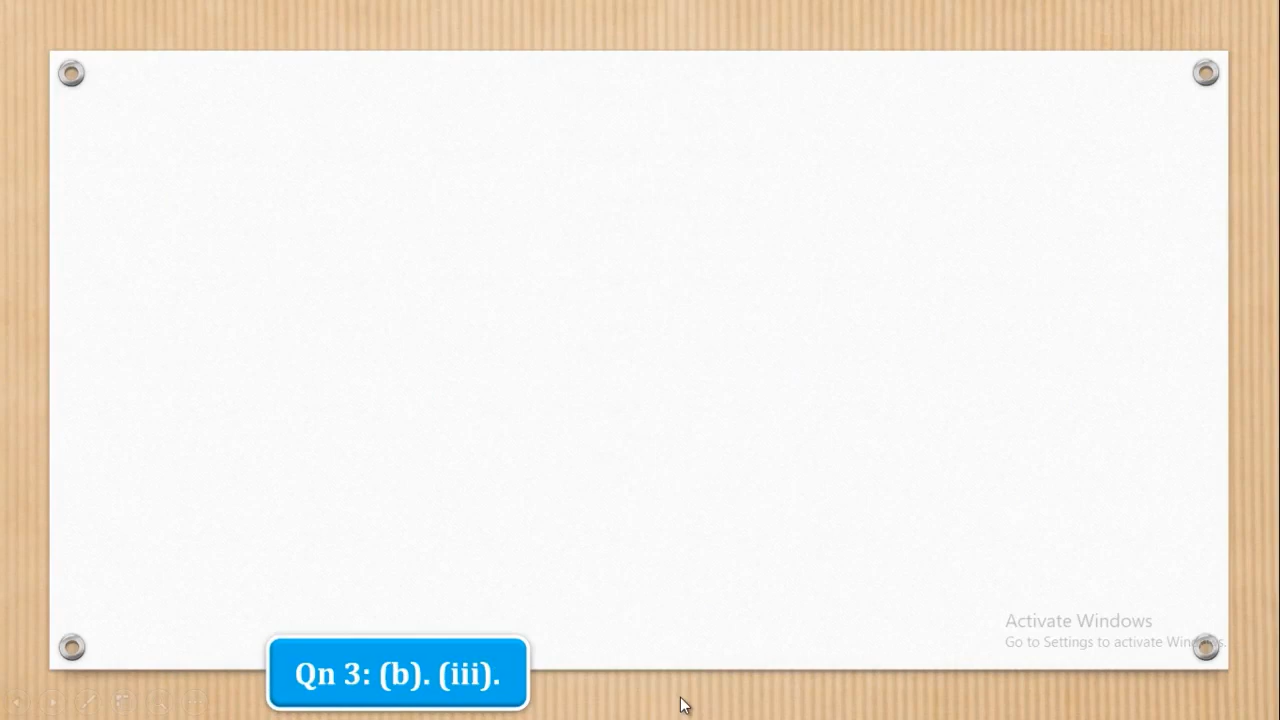 Activate Windows
Go to Settings to activate Windows.
Qn 3: (b). (iii).